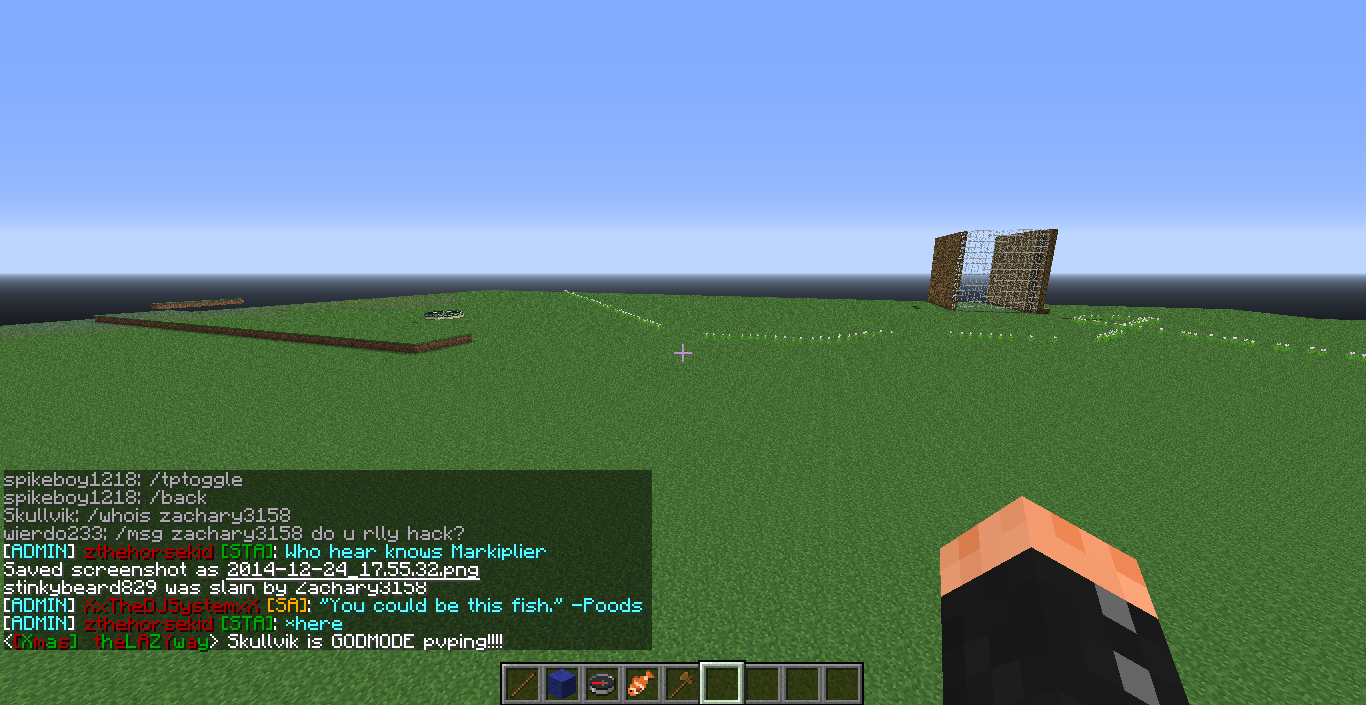 spikeboy1218: /tptoggle
spikeboy1218: /back
Skullvik: /whois zachary3158
wierdo233: /msg zachary3158 do u rlly hack?
[ADMIN] zthehorsekid [STA]: Who hear knows Markiplier
Saved screenshot as 2014-12-24_17.55.32.png
stinkybeard829 was slain by Zachary3158
[ADMIN] XxTheDJSystemxX [SA]: "You could be this fish." -Poods
[ADMIN] zthehorsekid [STA]: *here
<[Xmas] theLAZYway> Skullvik is GODMODE pvping!!!!